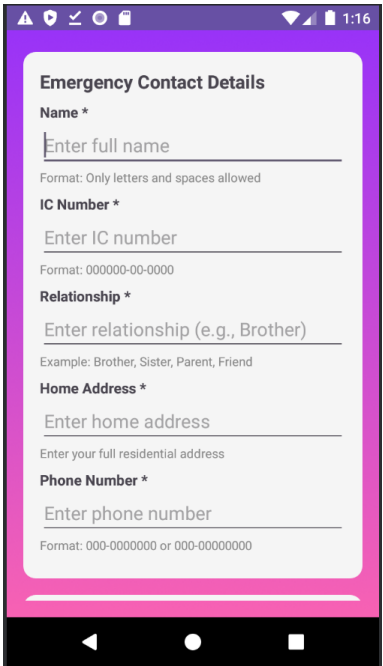 1:16
Emergency Contact Details
Name *
Enter full name
Format: Only letters and spaces allowed
IC Number *
Enter IC number
Format: 000000-00-0000
Relationship *
Enter relationship (e.g., Brother)
Example: Brother, Sister, Parent, Friend
Home Address *
Enter home address
Enter your full residential address
Phone Number *
Enter phone number
Format: 000-0000000 or 000-00000000